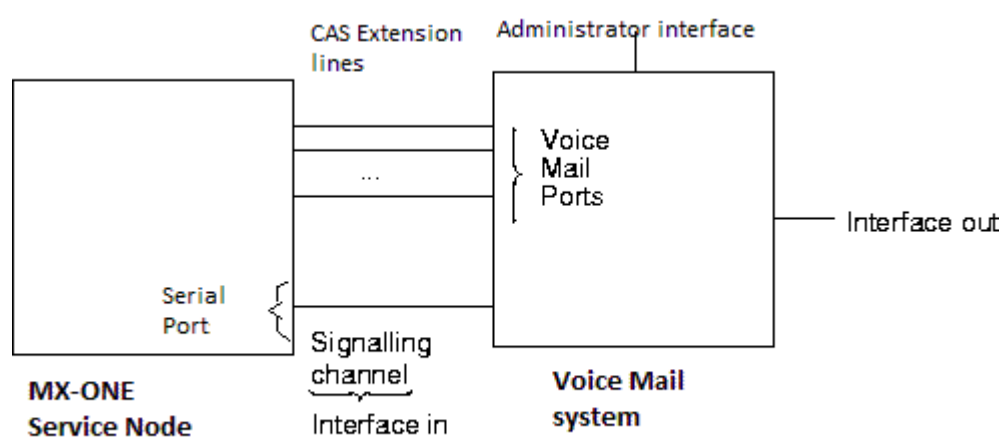 CAS Extension
lines
Administrator interface
Voice
Mail
Ports
...
Interface out
Serial
Port
Signalling
channel
Interface in
MX-ONE
Service Node
Voice Mail
system